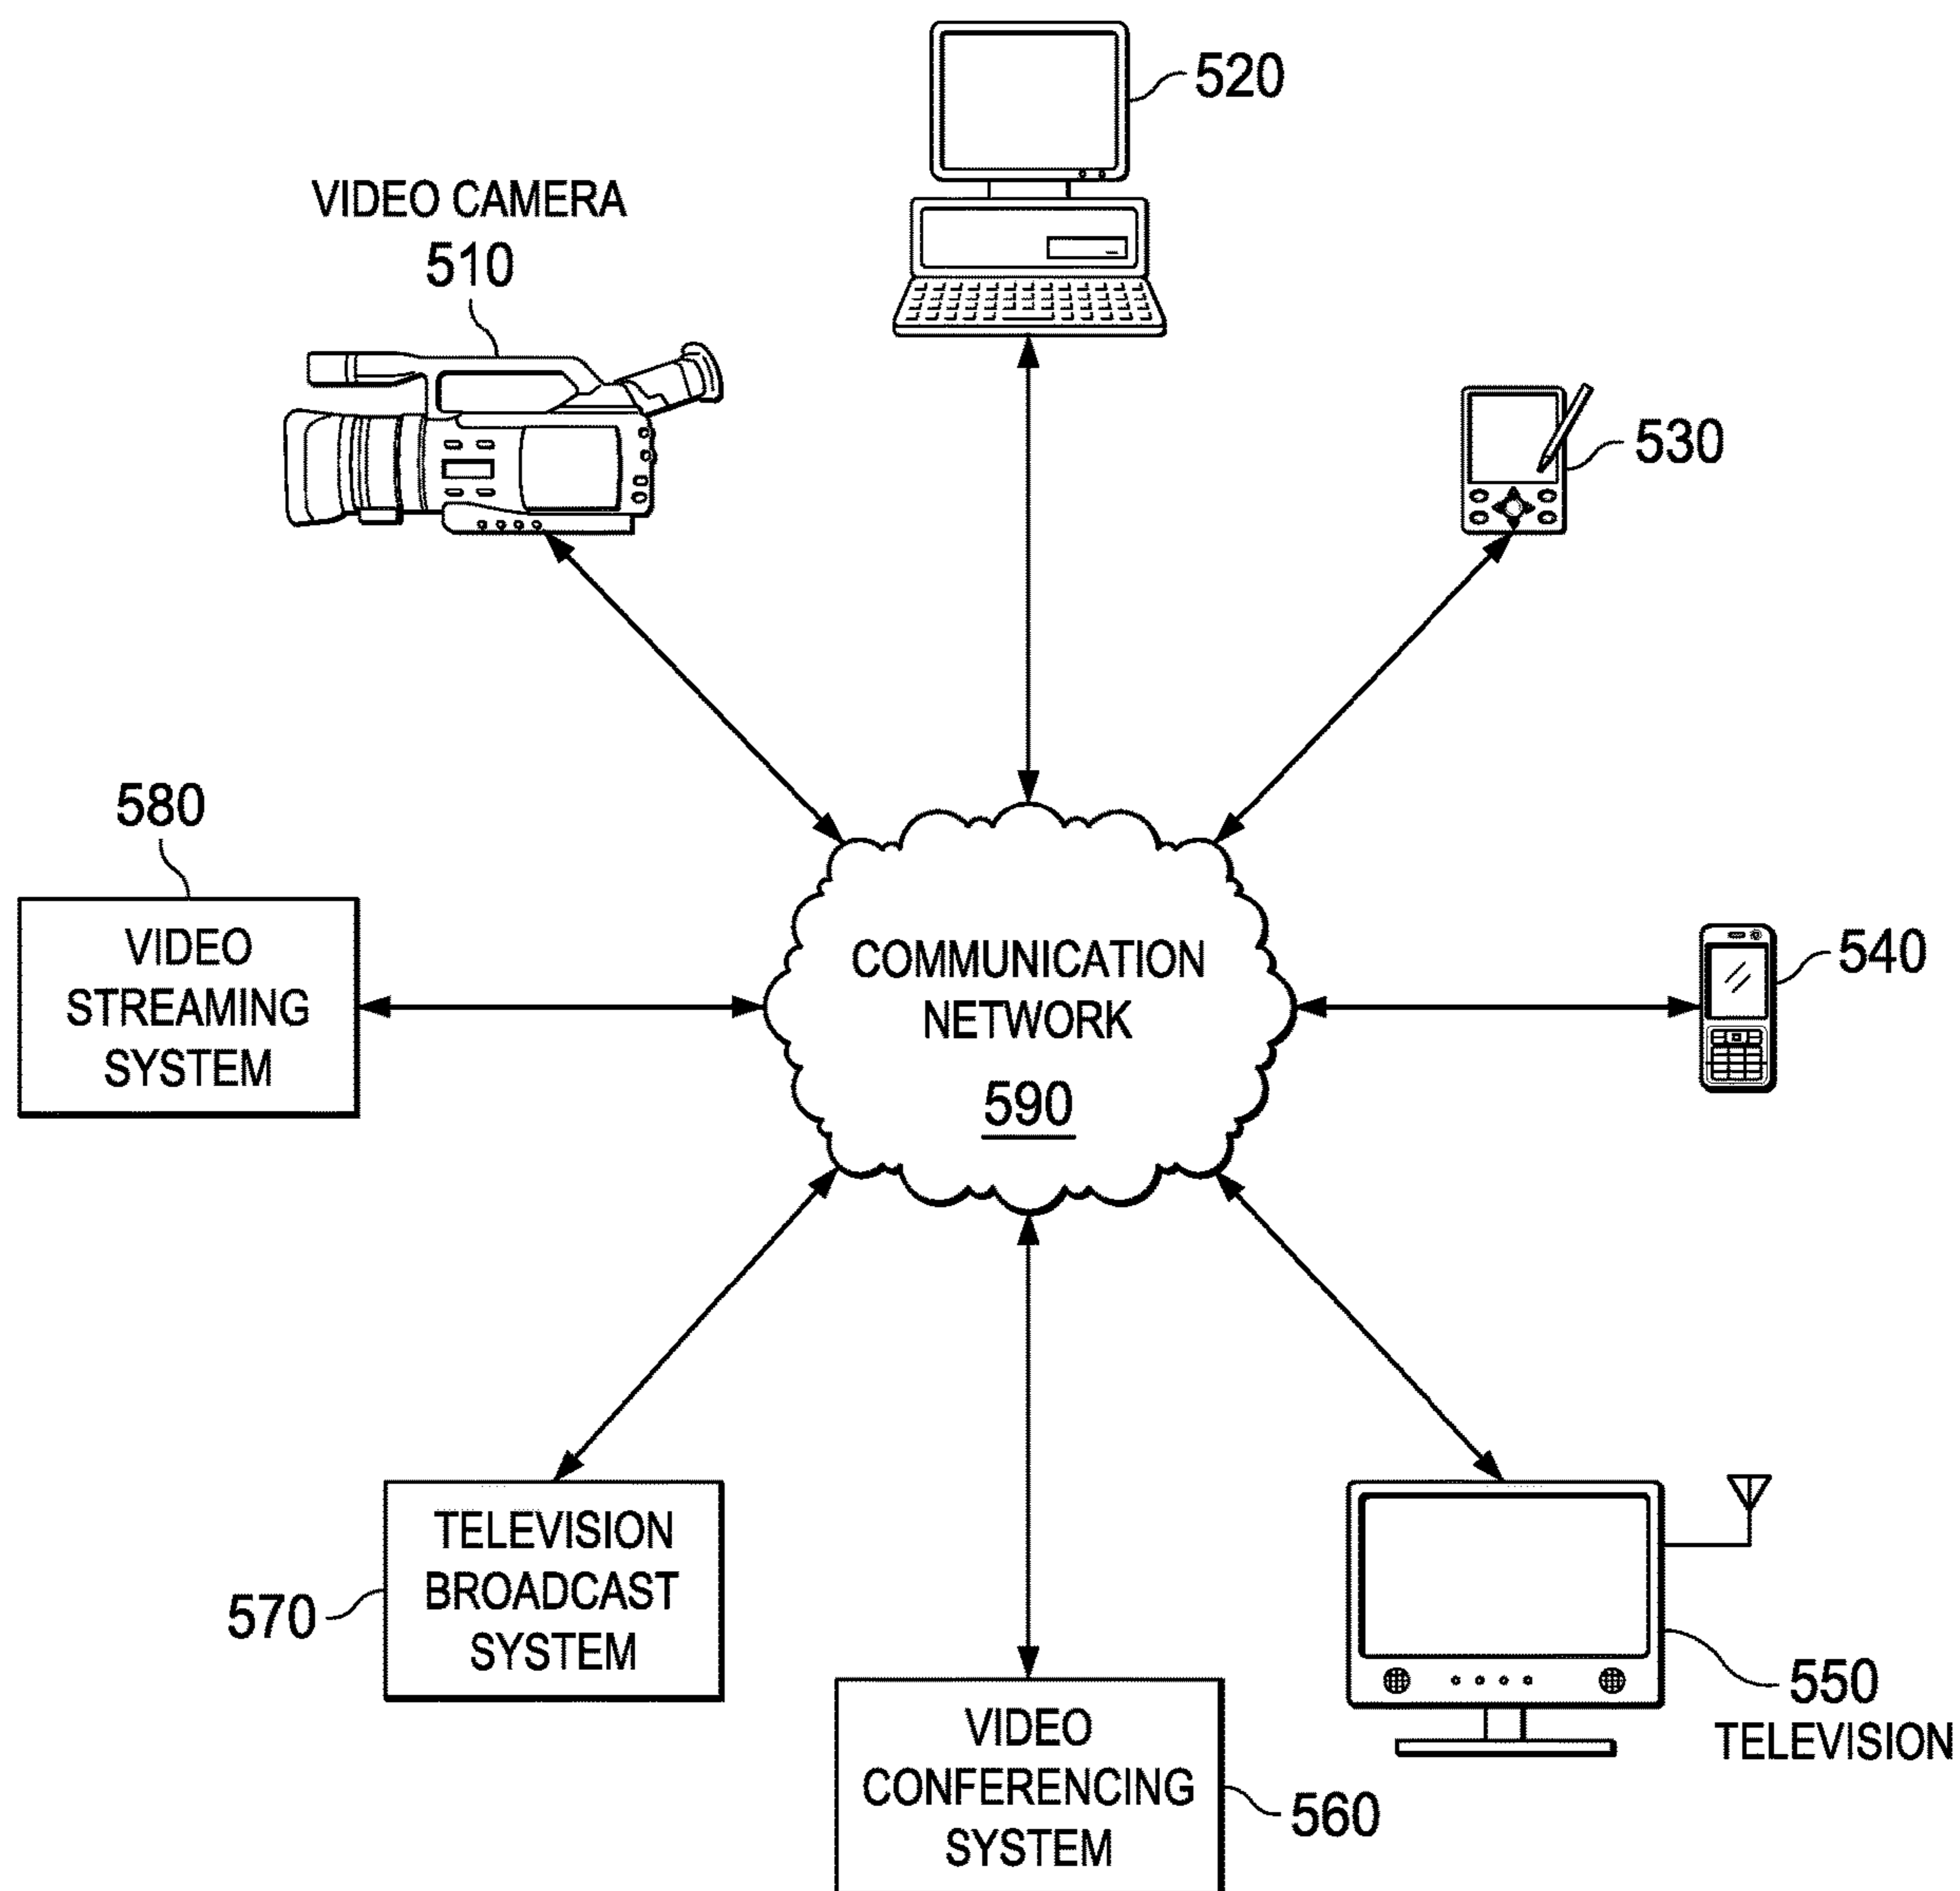 520
VIDEO CAMERA
510
530
580
VIDEO
STREAMING
SYSTEM
COMMUNICATION
NETWORK
590
540
TELEVISION
BROADCAST
SYSTEM
570
550
TELEVISION
VIDEO
CONFERENCING
SYSTEM
560